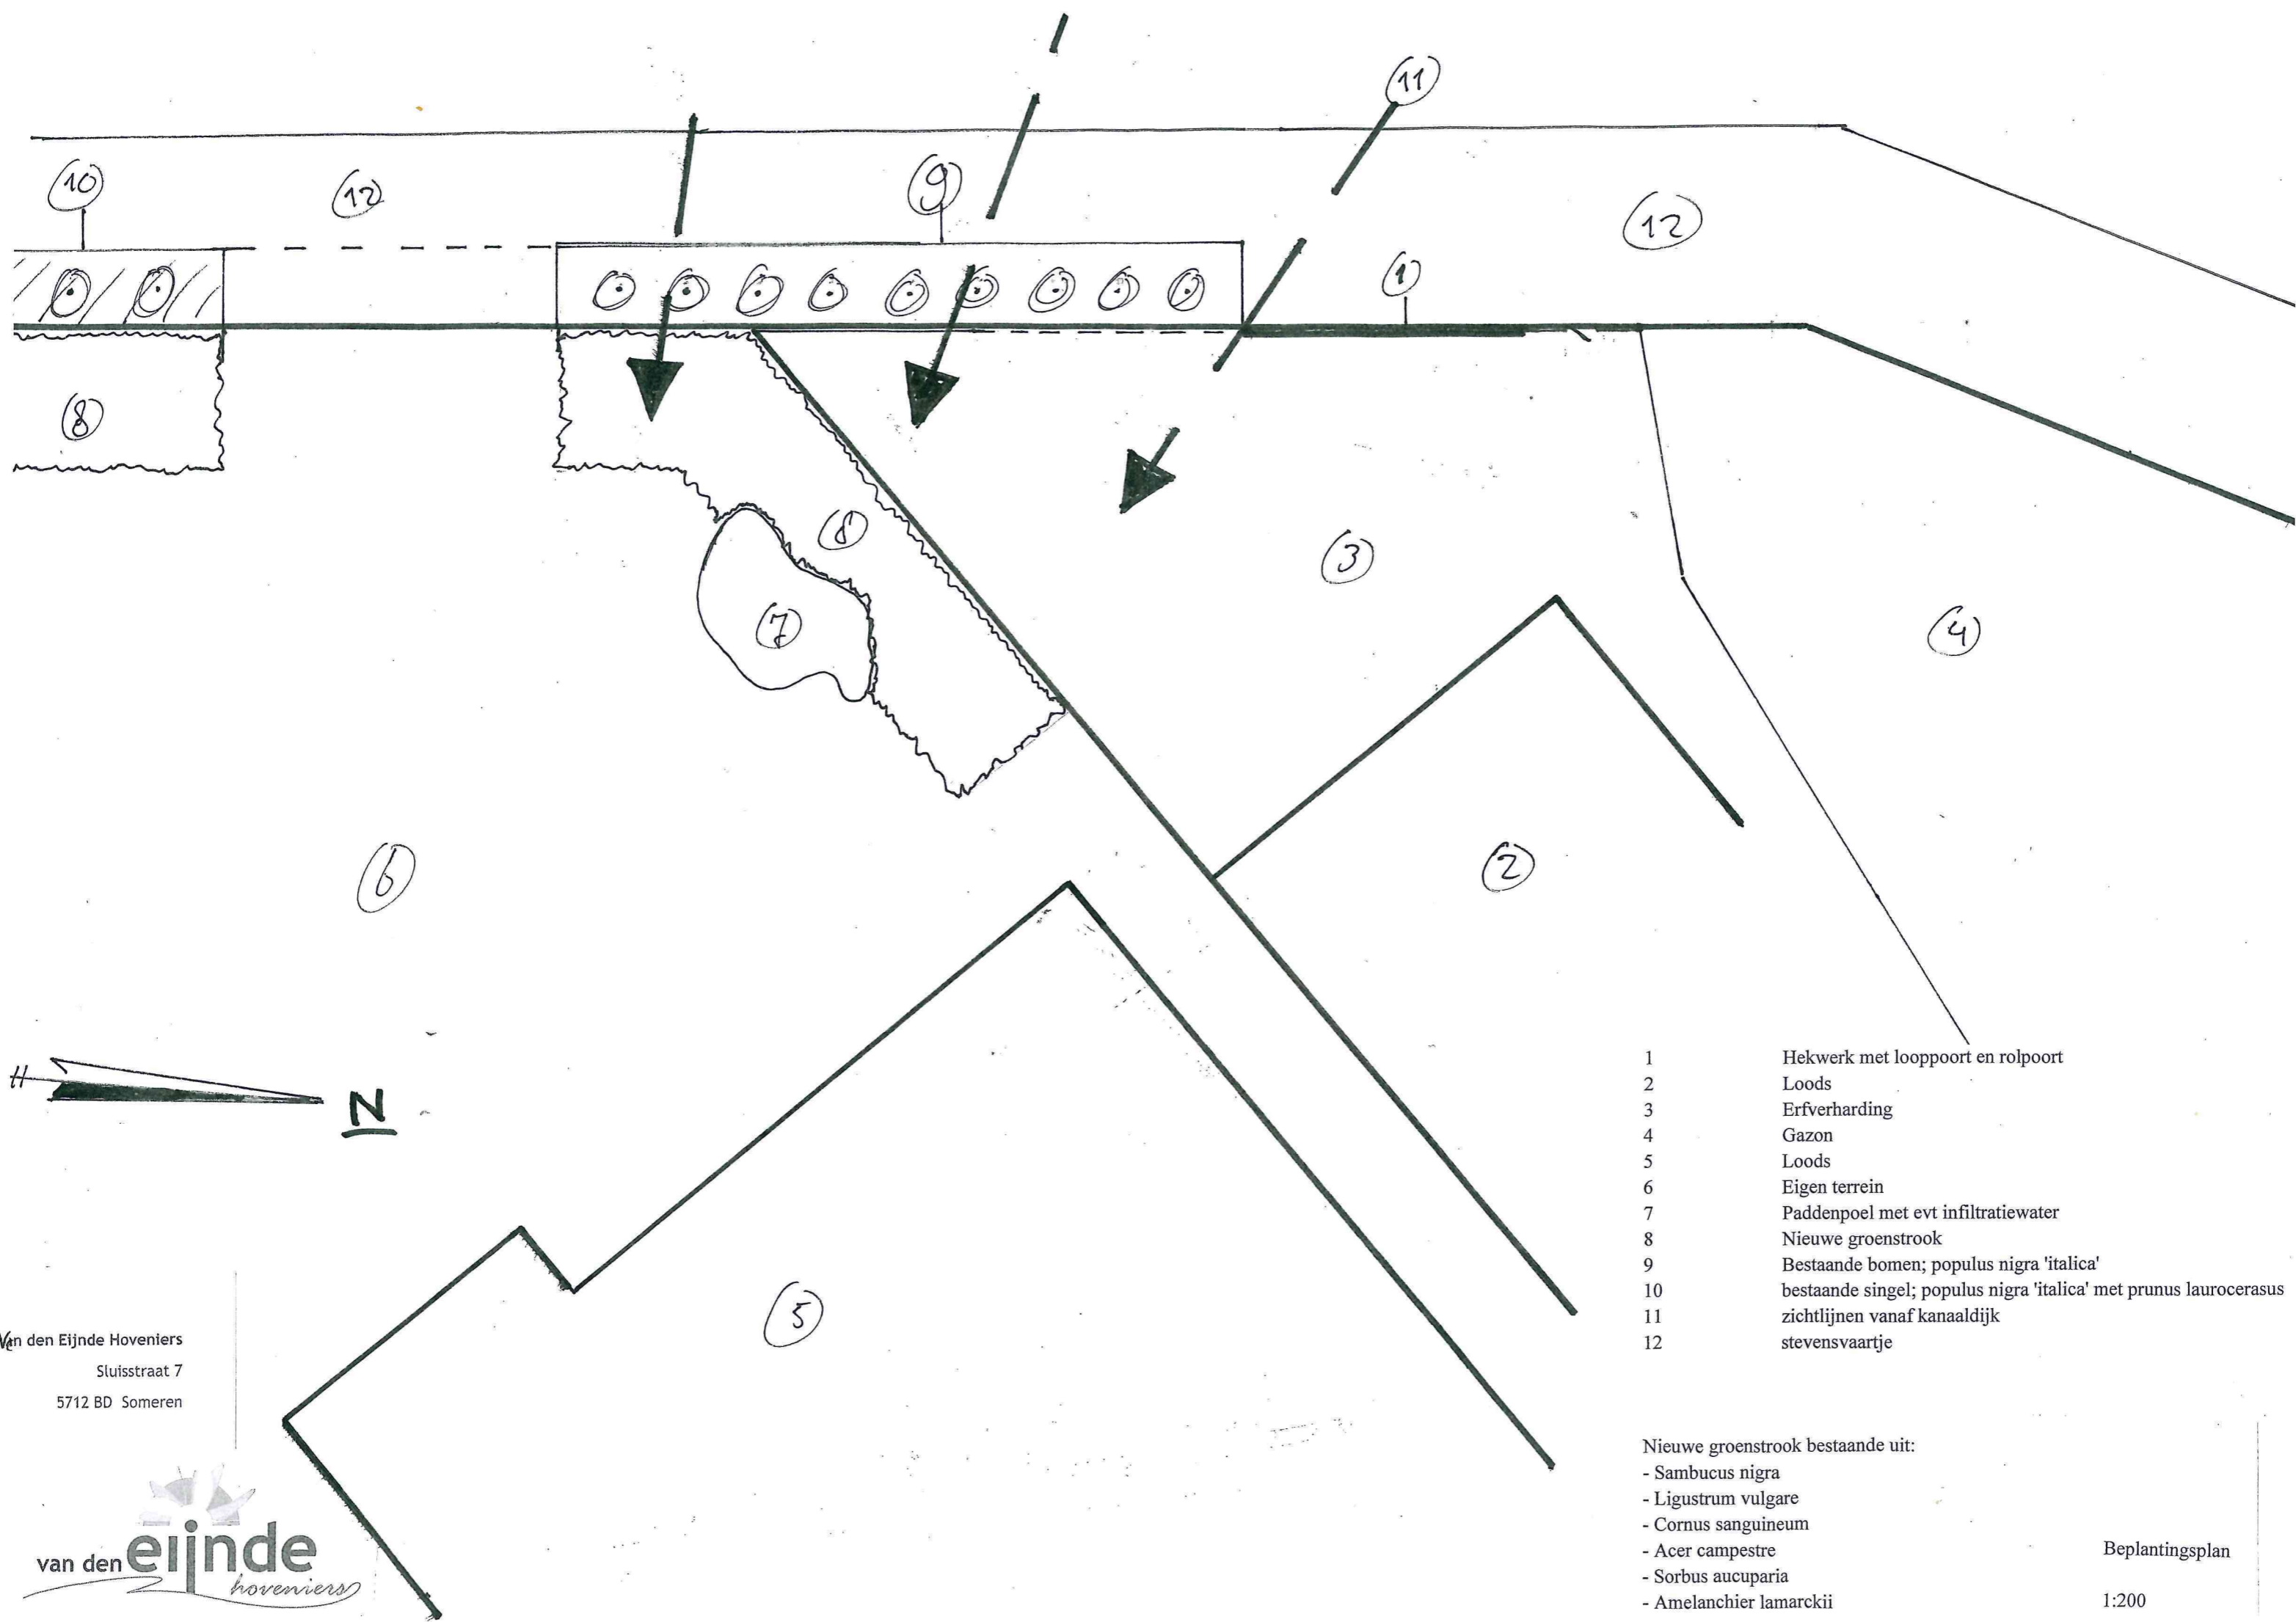 11
10
12
9
12
1
8
8
3
7
4
6
2
N
5
1 Hekwerk met looppoort en rolpoort
2 Loods
3 Erfverharding
4 Gazon
5 Loods
6 Eigen terrein
7 Paddenpoel met evt infiltratiewater
8 Nieuwe groenstrook
9 Bestaande bomen; populus nigra 'italica'
10 bestaande singel; populus nigra 'italica' met prunus laurocerasus
11 zichtlijnen vanaf kanaaldijk
12 stevensvaartje
Van den Eijnde Hoveniers
Sluisstraat 7
5712 BD Someren
van den eijnde
hoveniers
Nieuwe groenstrook bestaande uit:
- Sambucus nigra
- Ligustrum vulgare
- Cornus sanguineum
- Acer campestre
- Sorbus aucuparia
- Amelanchier lamarckii
Beplantingsplan
1:200